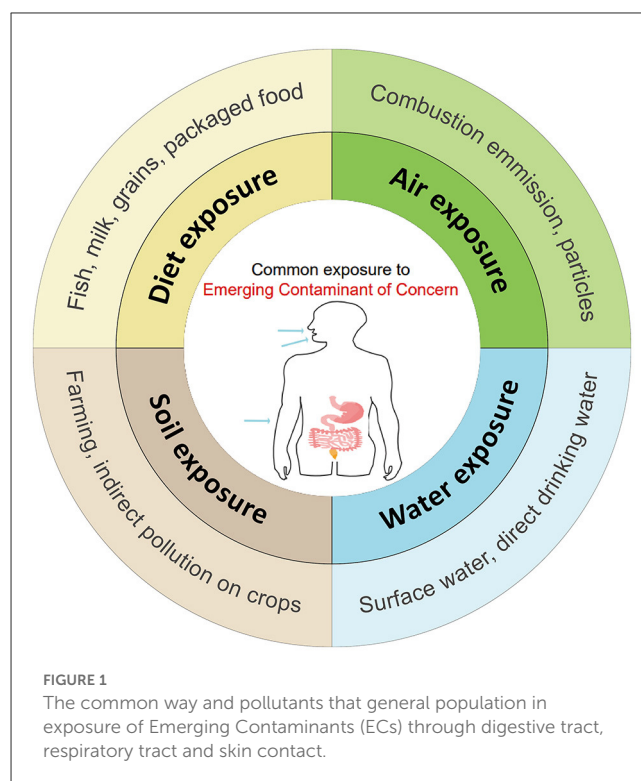 Fish, milk, grains, packaged food
Combustion emmission, particles
Diet exposure
Air exposure
Common exposure to
Emerging Contaminant of Concern
Soil exposure
Water exposure
Farming, indirect pollution on crops
Surface water, direct drinking water
FIGURE 1
The common way and pollutants that general population in
exposure of Emerging Contaminants (ECs) through digestive tract,
respiratory tract and skin contact.